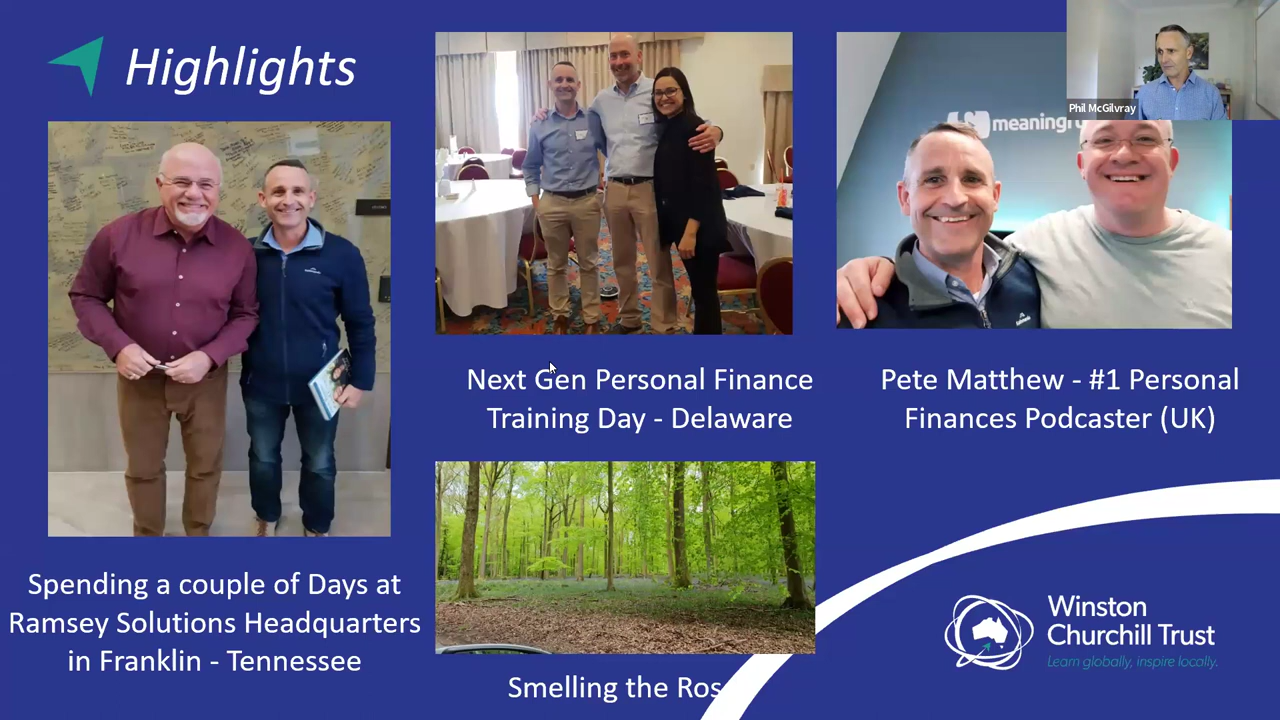 Highlights
Phil McGilvray
Next Gen Personal Finance
Training Day - Delaware
Pete Matthew - #1 Personal
Finances Podcaster (UK)
Spending a couple of Days at
Ramsey Solutions Headquarters
in Franklin - Tennessee
Smelling the Ros
Winston
Churchill Trust
Learn globally, inspire locally.